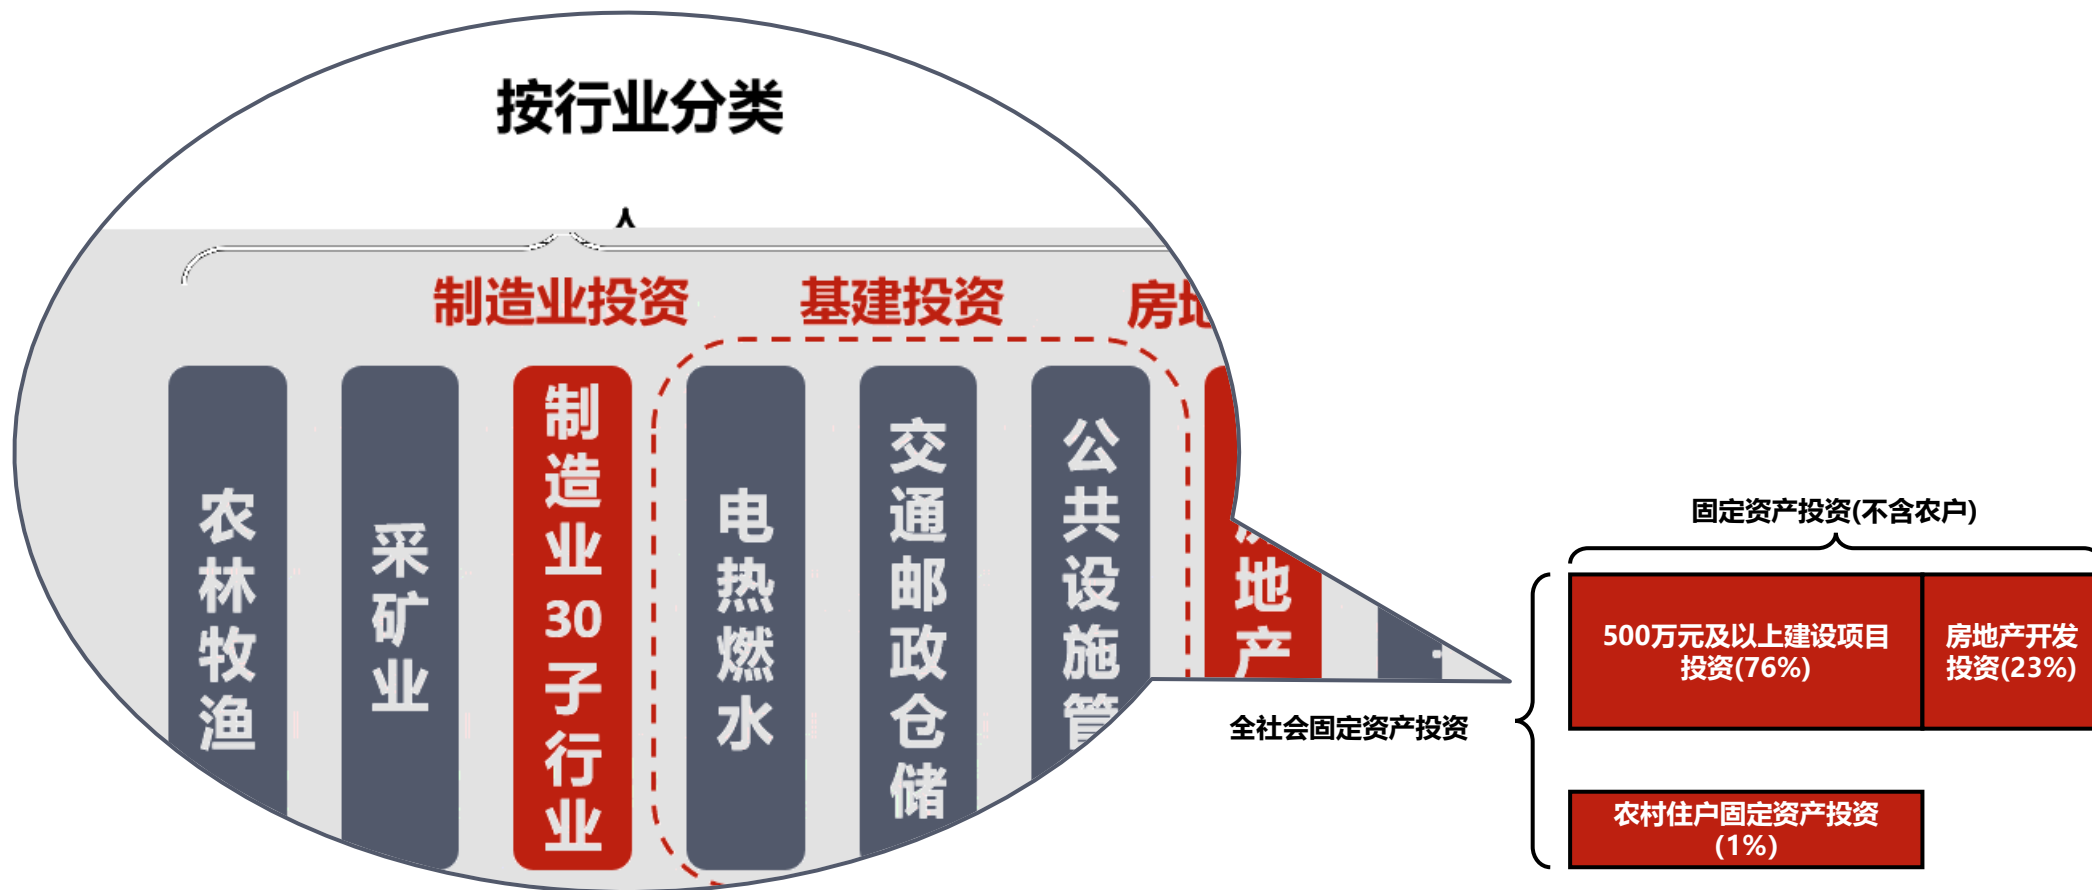 按行业分类
制造业投资
基建投资
房地
农林牧渔
采矿业
制造业30子行业
电热燃水
交通邮政仓储
公共设施管
地产
固定资产投资(不含农户)
500万元及以上建设项目
投资(76%)
房地产开发
投资(23%)
全社会固定资产投资
农村住户固定资产投资
(1%)